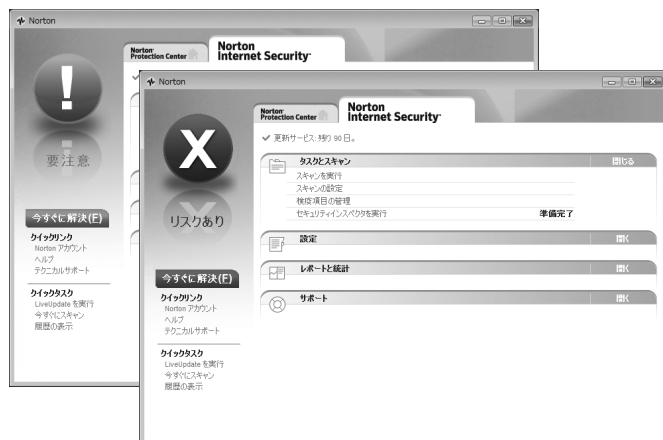 Norton
Norton Protection Center
Norton Internet Security
要注意
今すぐに解決(F)
クイックリンク
Norton アカウント
ヘルプ
テクニカルサポート
クイックタスク
LiveUpdate を実行
今すぐにスキャン
履歴の表示
Norton
Norton Protection Center
Norton Internet Security
更新サービス: 残り 90 日。
リスクあり
今すぐに解決(F)
クイックリンク
Norton アカウント
ヘルプ
テクニカルサポート
クイックタスク
LiveUpdate を実行
今すぐにスキャン
履歴の表示
タスクとスキャン 閉じる
スキャンを実行
スキャンの設定
検疫項目の管理
セキュリティインスペクタを実行 準備完了
設定 開く
レポートと統計 開く
サポート 開く